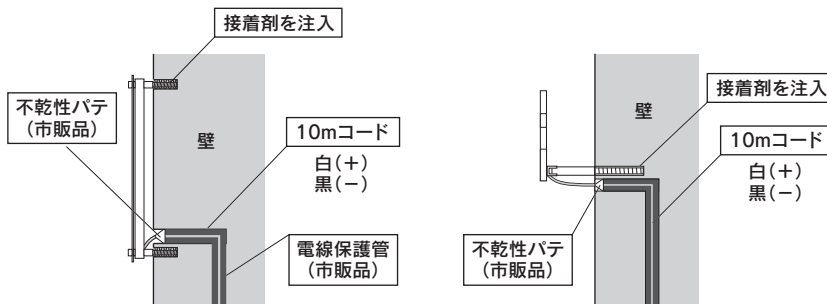 接着剤を注入
不乾性パテ
（市販品）
壁
10mコード
白（＋）
黒（－）
電線保護管
（市販品）
接着剤を注入
壁
10mコード
白（＋）
黒（－）
不乾性パテ
（市販品）